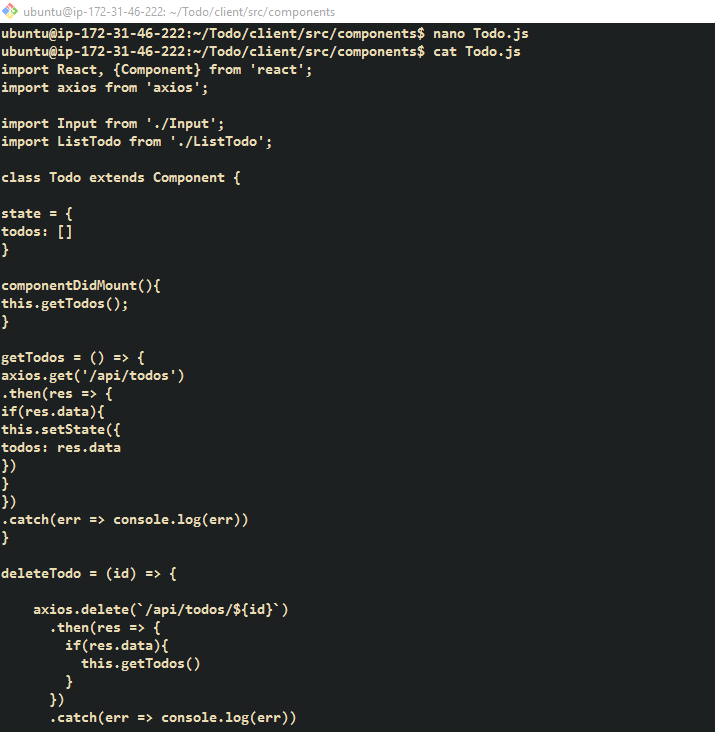 ubuntu@ip-172-31-46-222: ~/Todo/client/src/components
ubuntu@ip-172-31-46-222:~/Todo/client/src/components$ nano Todo.js
ubuntu@ip-172-31-46-222:~/Todo/client/src/components$ cat Todo.js
import React, {Component} from 'react';
import axios from 'axios';

import Input from './Input';
import ListTodo from './ListTodo';

class Todo extends Component {

state = {
todos: []
}

componentDidMount(){
this.getTodos();
}

getTodos = () => {
axios.get('/api/todos')
.then(res => {
if(res.data){
this.setState({
todos: res.data
})
}
})
.catch(err => console.log(err))
}

deleteTodo = (id) => {

    axios.delete(`/api/todos/${id}`)
      .then(res => {
        if(res.data){
          this.getTodos()
        }
      })
      .catch(err => console.log(err))